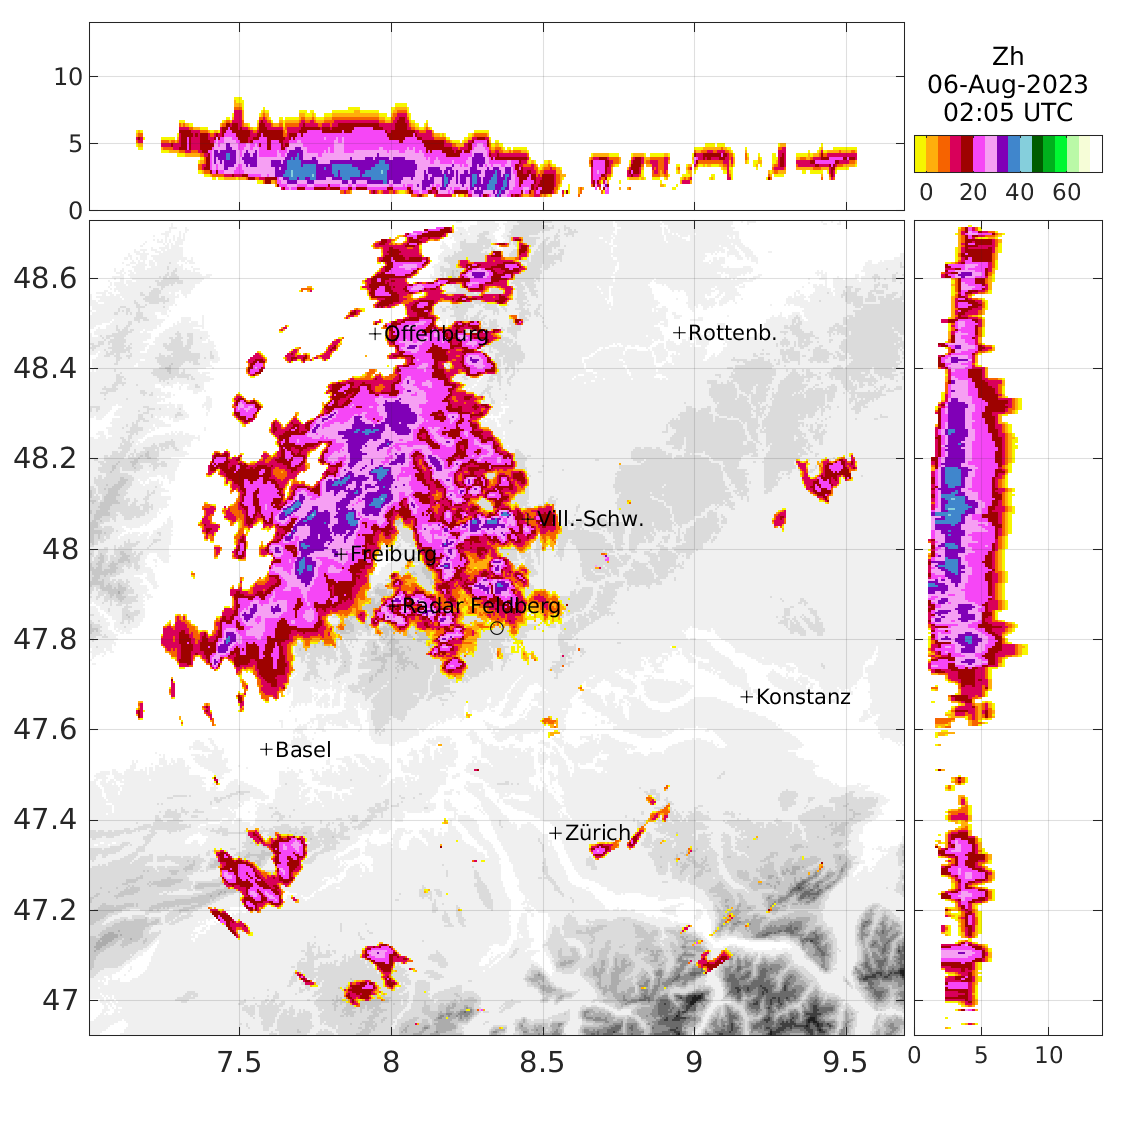 10
5
0
Zh
06-Aug-2023
02:05 UTC
0 20 40 60
48.6
48.4
48.2
48
47.8
47.6
47.4
47.2
47
+Offenburg
+Rottenb.
+Vill.-Schw.
+Freiburg
+Radar Feldberg
+Konstanz
+Basel
+Zürich
7.5 8 8.5 9 9.5
0 5 10